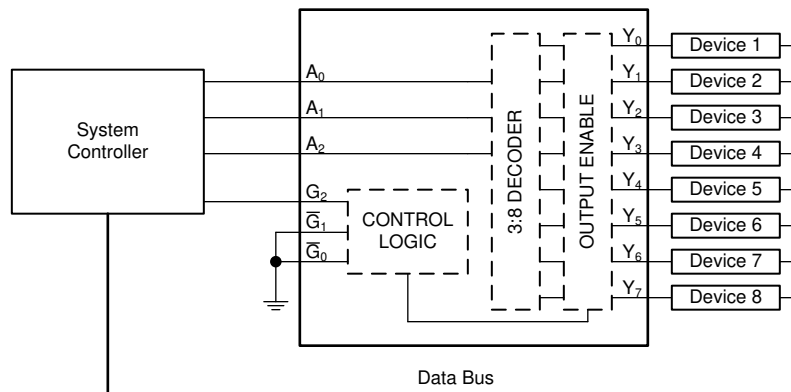 System
Controller
A0
A1
A2
G2
G̅1
G̅0
CONTROL
LOGIC
3:8 DECODER
OUTPUT ENABLE
Y0
Y1
Y2
Y3
Y4
Y5
Y6
Y7
Device 1
Device 2
Device 3
Device 4
Device 5
Device 6
Device 7
Device 8
Data Bus